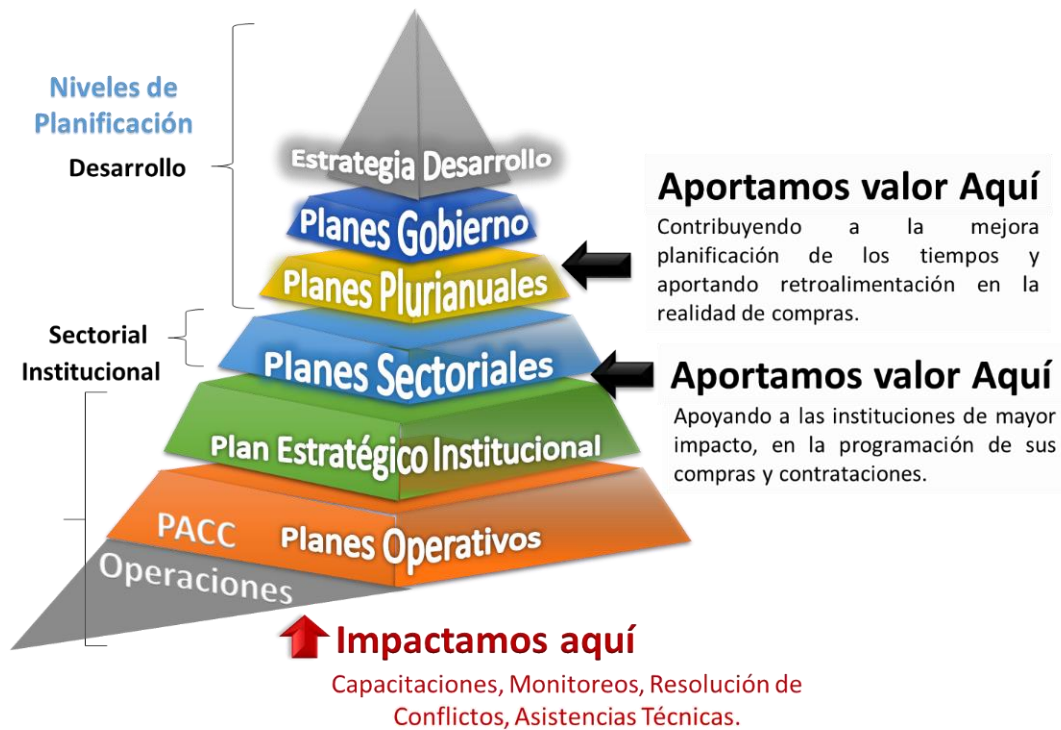 Niveles de
Planificación
Desarrollo
Sectorial
Institucional
Estrategia Desarrollo
Planes Gobierno
Planes Plurianuales
Planes Sectoriales
Plan Estratégico Institucional
PACC Planes Operativos
Operaciones
Aportamos valor Aquí
Contribuyendo a la mejora
planificación de los tiempos y
aportando retroalimentación en la
realidad de compras.
Aportamos valor Aquí
Apoyando a las instituciones de mayor
impacto, en la programación de sus
compras y contrataciones.
Impactamos aquí
Capacitaciones, Monitoreos, Resolución de
Conflictos, Asistencias Técnicas.